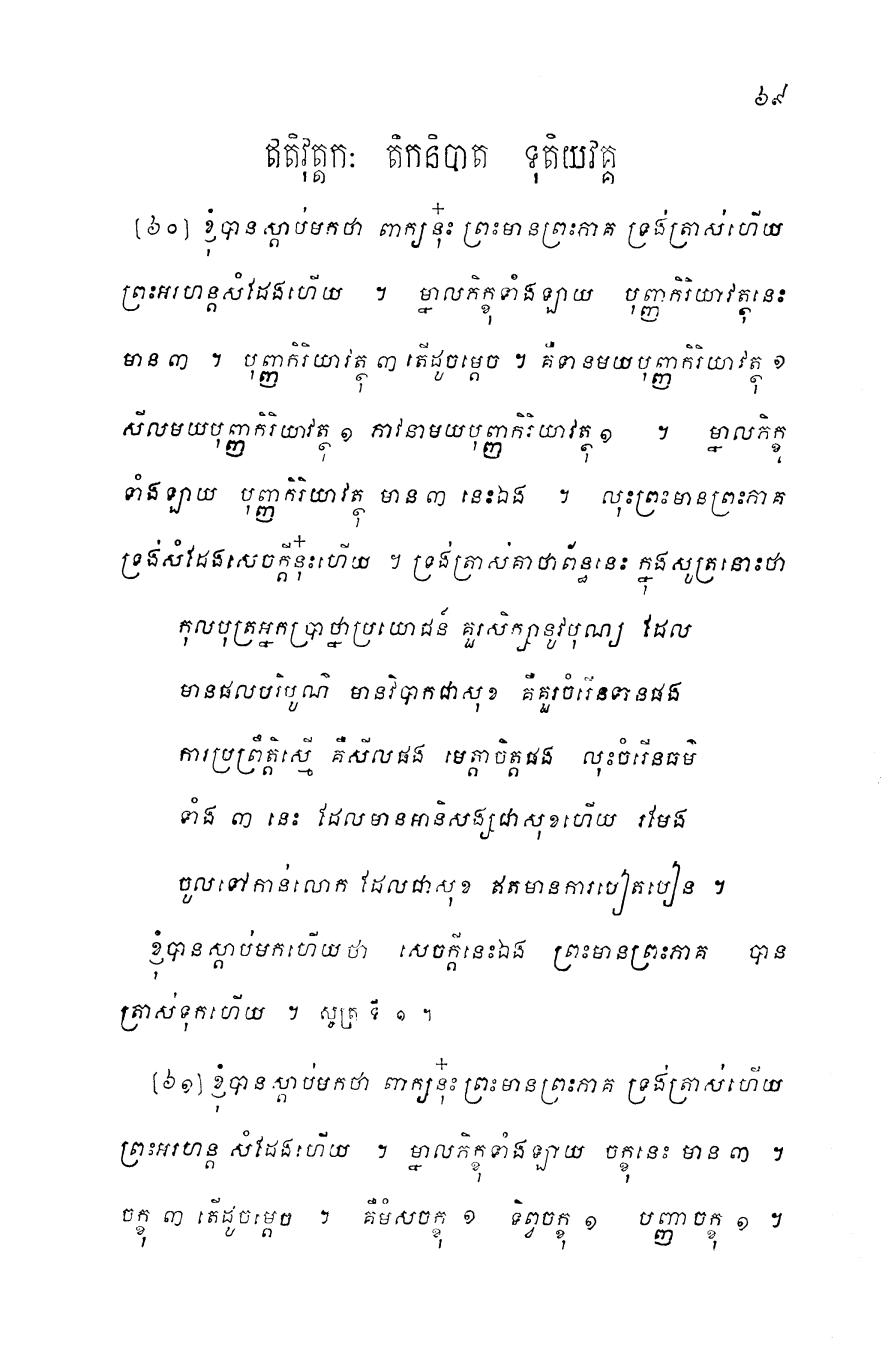 ៦៩
ឥតិវុត្តកៈ តិកនិបាត ទុតិយវគ្គ
[៦០] ខ្ញុំបានស្តាប់មកថា ពាក្យនុ៎ះ ព្រះមានព្រះភាគ ទ្រង់ត្រាស់ហើយ
ព្រះអរហន្តសំដែងហើយ ។ ម្នាលភិក្ខុទាំងឡាយ បុញ្ញកិរិយាវត្ថុនេះ
មាន ៣ ។ បុញ្ញកិរិយាវត្ថុ ៣ តើដូចម្តេច ។ គឺទានមយបុញ្ញកិរិយាវត្ថុ ១
សីលមយបុញ្ញកិរិយាវត្ថុ ១ ភាវនាមយបុញ្ញកិរិយាវត្ថុ ១ ។ ម្នាលភិក្ខុ
ទាំងឡាយ បុញ្ញកិរិយាវត្ថុ មាន ៣ នេះឯង ។ លុះព្រះមានព្រះភាគ
ទ្រង់សំដែងសេចក្តីនុ៎ះហើយ ។ ទ្រង់ត្រាស់គាថាព័ន្ធនេះ ក្នុងសូត្រនោះថា
កុលបុត្រអ្នកប្រាថ្នាប្រយោជន៍ គួរសិក្សានូវបុណ្យ ដែល
មានផលបរិបូណ៌ មានវិបាកជាសុខ គឺគួរចំរើនទានផង
ការប្រព្រឹត្តិស្មើ គឺសីលផង មេត្តាចិត្តផង លុះចំរើនធម៌
ទាំង ៣ នេះ ដែលមានអានិសង្សជាសុខហើយ រមែង
ចូលទៅកាន់លោក ដែលជាសុខ ឥតមានការបៀតបៀន ។
ខ្ញុំបានស្តាប់មកហើយថា សេចក្តីនេះឯង ព្រះមានព្រះភាគ បាន
ត្រាស់ទុកហើយ ។ សូត្រ ទី ១ ។
[៦១] ខ្ញុំបានស្តាប់មកថា ពាក្យនុ៎ះ ព្រះមានព្រះភាគ ទ្រង់ត្រាស់ហើយ
ព្រះអរហន្ត សំដែងហើយ ។ ម្នាលភិក្ខុទាំងឡាយ ចក្ខុនេះ មាន ៣ ។
ចក្ខុ ៣ តើដូចម្តេច ។ គឺមំសចក្ខុ ១ ទិព្វចក្ខុ ១ បញ្ញាចក្ខុ ១ ។